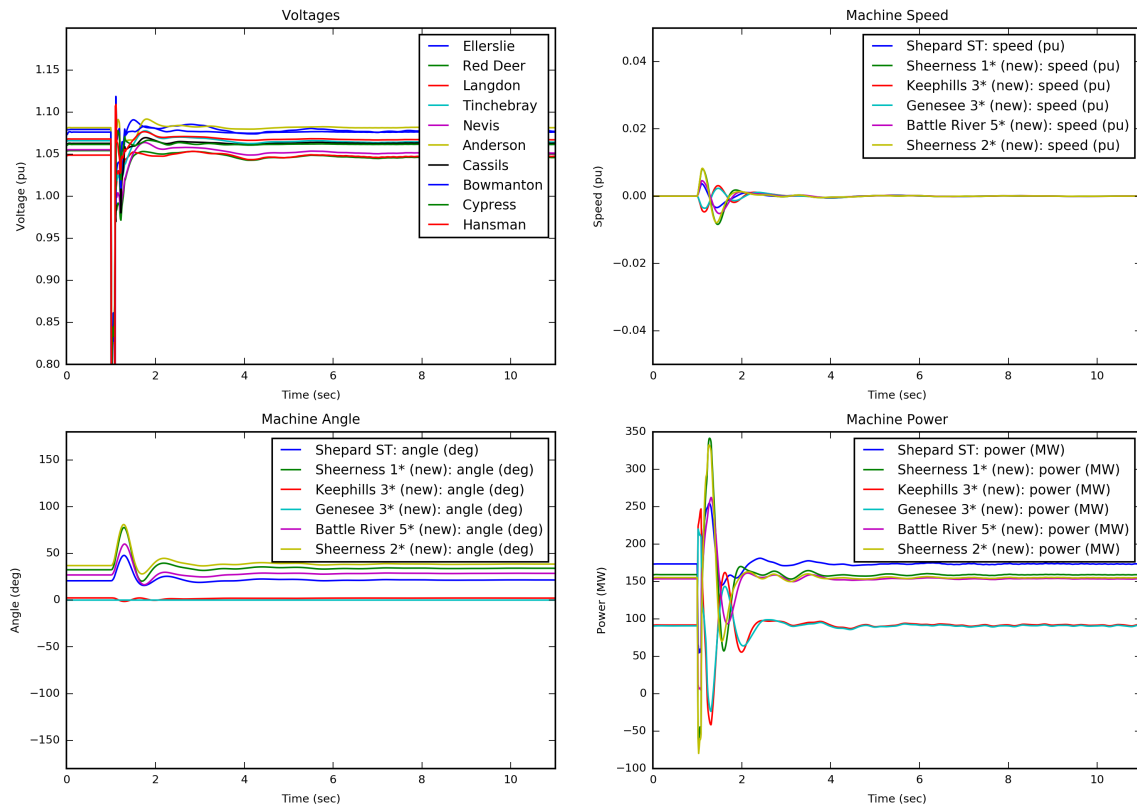 Voltages
Voltage (pu)
1.15
1.10
1.05
1.00
0.95
0.90
0.85
0.80
0 2 4 6 8 10
Time (sec)
Ellerslie
Red Deer
Langdon
Tinchebray
Nevis
Anderson
Cassils
Bowmanton
Cypress
Hansman
Machine Speed
Speed (pu)
0.04
0.02
0.00
−0.02
−0.04
0 2 4 6 8 10
Time (sec)
Shepard ST: speed (pu)
Sheerness 1* (new): speed (pu)
Keephills 3* (new): speed (pu)
Genesee 3* (new): speed (pu)
Battle River 5* (new): speed (pu)
Sheerness 2* (new): speed (pu)
Machine Angle
Angle (deg)
150
100
50
0
−50
−100
−150
0 2 4 6 8 10
Time (sec)
Shepard ST: angle (deg)
Sheerness 1* (new): angle (deg)
Keephills 3* (new): angle (deg)
Genesee 3* (new): angle (deg)
Battle River 5* (new): angle (deg)
Sheerness 2* (new): angle (deg)
Machine Power
Power (MW)
350
300
250
200
150
100
50
0
−50
−100
0 2 4 6 8 10
Time (sec)
Shepard ST: power (MW)
Sheerness 1* (new): power (MW)
Keephills 3* (new): power (MW)
Genesee 3* (new): power (MW)
Battle River 5* (new): power (MW)
Sheerness 2* (new): power (MW)